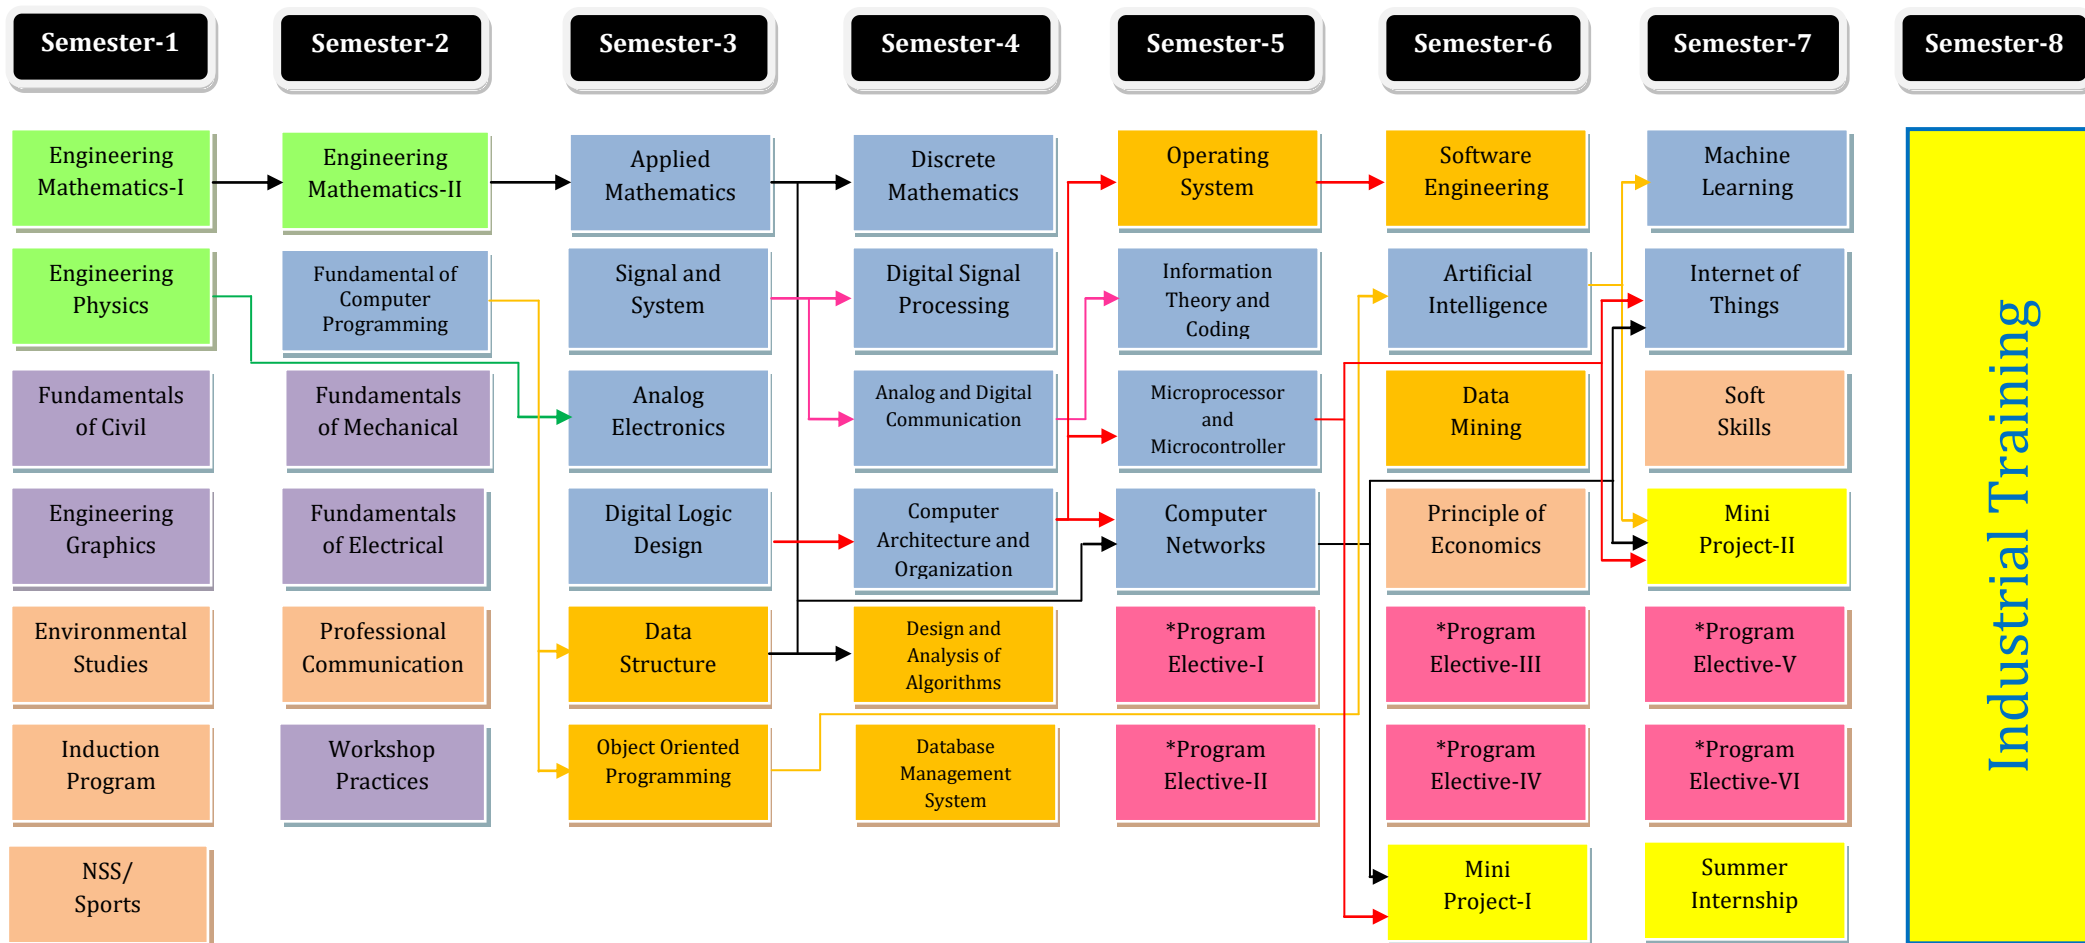 Semester-1
Semester-2
Semester-3
Semester-4
Semester-5
Semester-6
Semester-7
Semester-8
Engineering
Mathematics-I
Engineering
Mathematics-II
Applied
Mathematics
Discrete
Mathematics
Operating
System
Software
Engineering
Machine
Learning
Engineering
Physics
Fundamental of
Computer
Programming
Signal and
System
Digital Signal
Processing
Information
Theory and
Coding
Artificial
Intelligence
Internet of
Things
Fundamentals
of Civil
Fundamentals
of Mechanical
Analog
Electronics
Analog and Digital
Communication
Microprocessor
and
Microcontroller
Data
Mining
Soft
Skills
Engineering
Graphics
Fundamentals
of Electrical
Digital Logic
Design
Computer
Architecture and
Organization
Computer
Networks
Principle of
Economics
Mini
Project-II
Environmental
Studies
Professional
Communication
Data
Structure
Design and
Analysis of
Algorithms
*Program
Elective-I
*Program
Elective-III
*Program
Elective-V
Induction
Program
Workshop
Practices
Object Oriented
Programming
Database
Management
System
*Program
Elective-II
*Program
Elective-IV
*Program
Elective-VI
NSS/
Sports
Mini
Project-I
Summer
Internship
Industrial Training